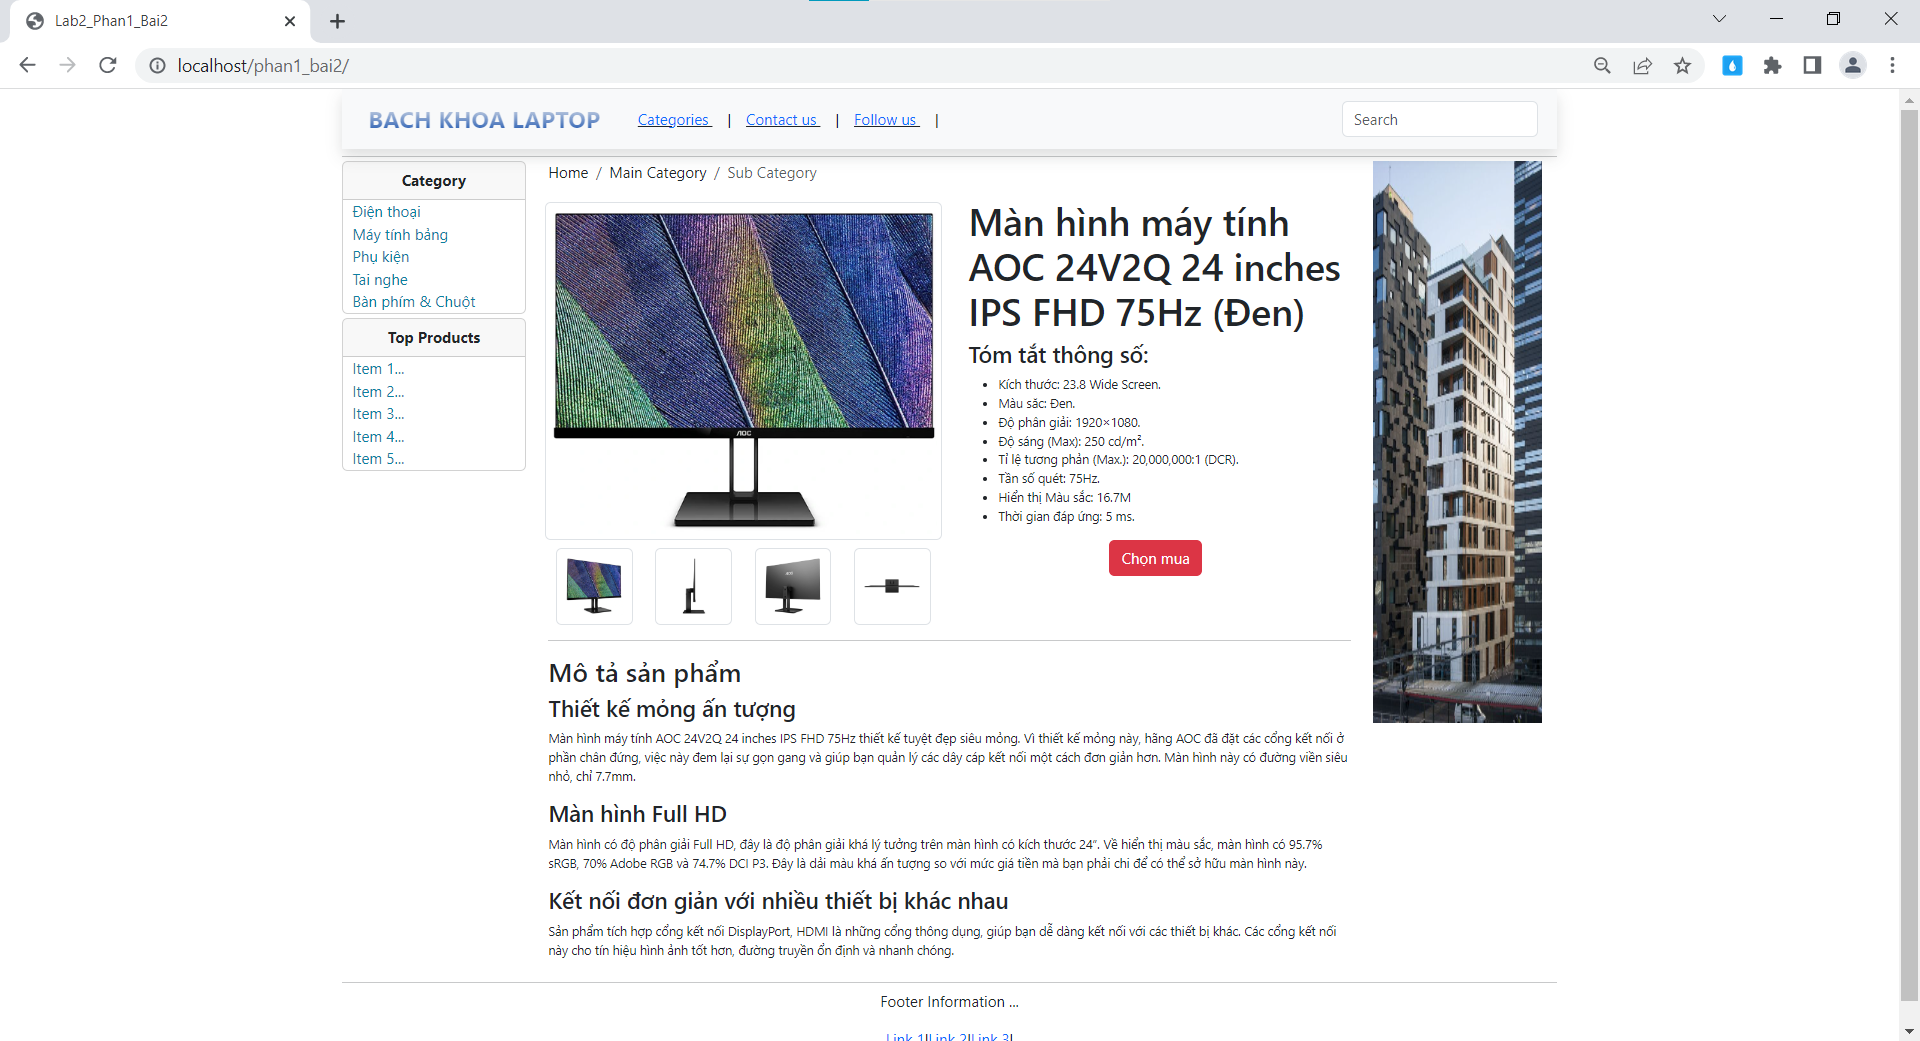 Lab2_Phan1_Bai2
localhost/phan1_bai2/
BACH KHOA LAPTOP
Categories | Contact us | Follow us |
Search
Category
Điện thoại
Máy tính bảng
Phụ kiện
Tai nghe
Bàn phím & Chuột
Top Products
Item 1...
Item 2...
Item 3...
Item 4...
Item 5...
Home / Main Category / Sub Category
AOC
Màn hình máy tính
AOC 24V2Q 24 inches
IPS FHD 75Hz (Đen)
Tóm tắt thông số:
• Kích thước: 23.8 Wide Screen.
• Màu sắc: Đen.
• Độ phân giải: 1920×1080.
• Độ sáng (Max): 250 cd/m².
• Tỉ lệ tương phản (Max.): 20,000,000:1 (DCR).
• Tần số quét: 75Hz.
• Hiển thị Màu sắc: 16.7M
• Thời gian đáp ứng: 5 ms.
Chọn mua
Mô tả sản phẩm
Thiết kế mỏng ấn tượng
Màn hình máy tính AOC 24V2Q 24 inches IPS FHD 75Hz thiết kế tuyệt đẹp siêu mỏng. Vì thiết kế mỏng này, hãng AOC đã đặt các cổng kết nối ở
phần chân đứng, việc này đem lại sự gọn gang và giúp bạn quản lý các dây cáp kết nối một cách đơn giản hơn. Màn hình này có đường viền siêu
nhỏ, chỉ 7.7mm.
Màn hình Full HD
Màn hình có độ phân giải Full HD, đây là độ phân giải khá lý tưởng trên màn hình có kích thước 24″. Về hiển thị màu sắc, màn hình có 95.7%
sRGB, 70% Adobe RGB và 74.7% DCI P3. Đây là dải màu khá ấn tượng so với mức giá tiền mà bạn phải chi để có thể sở hữu màn hình này.
Kết nối đơn giản với nhiều thiết bị khác nhau
Sản phẩm tích hợp cổng kết nối DisplayPort, HDMI là những cổng thông dụng, giúp bạn dễ dàng kết nối với các thiết bị khác. Các cổng kết nối
này cho tín hiệu hình ảnh tốt hơn, đường truyền ổn định và nhanh chóng.
Footer Information ...
Link 1|Link 2|Link 3|